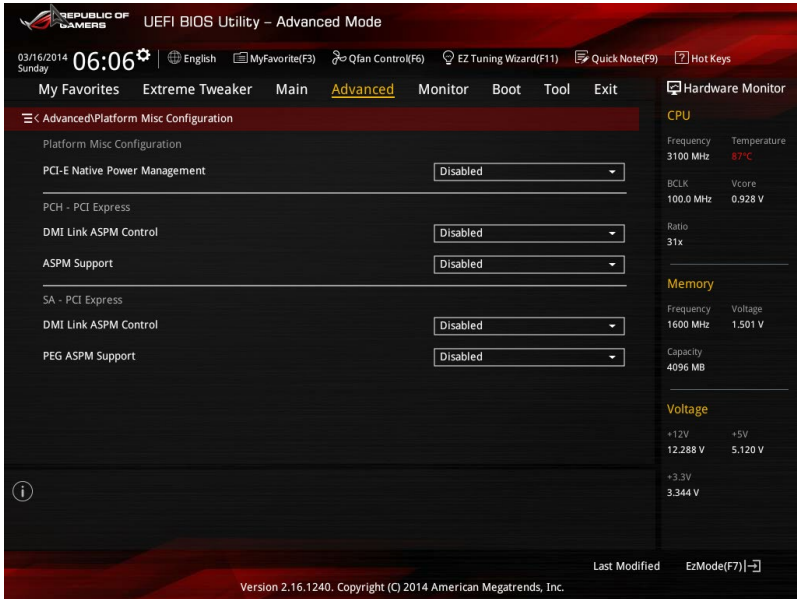 REPUBLIC OF GAMERS UEFI BIOS Utility – Advanced Mode
03/16/2014 Sunday 06:06 English MyFavorite(F3) Qfan Control(F6) EZ Tuning Wizard(F11) Quick Note(F9) ? Hot Keys
My Favorites Extreme Tweaker Main Advanced Monitor Boot Tool Exit
< Advanced\Platform Misc Configuration
Platform Misc Configuration
PCI-E Native Power Management Disabled
PCH - PCI Express
DMI Link ASPM Control Disabled
ASPM Support Disabled
SA - PCI Express
DMI Link ASPM Control Disabled
PEG ASPM Support Disabled
Hardware Monitor
CPU
Frequency Temperature
3100 MHz 87°C
BCLK Vcore
100.0 MHz 0.928 V
Ratio
31x
Memory
Frequency Voltage
1600 MHz 1.501 V
Capacity
4096 MB
Voltage
+12V +5V
12.288 V 5.120 V
+3.3V
3.344 V
i
Last Modified EzMode(F7)
Version 2.16.1240. Copyright (C) 2014 American Megatrends, Inc.